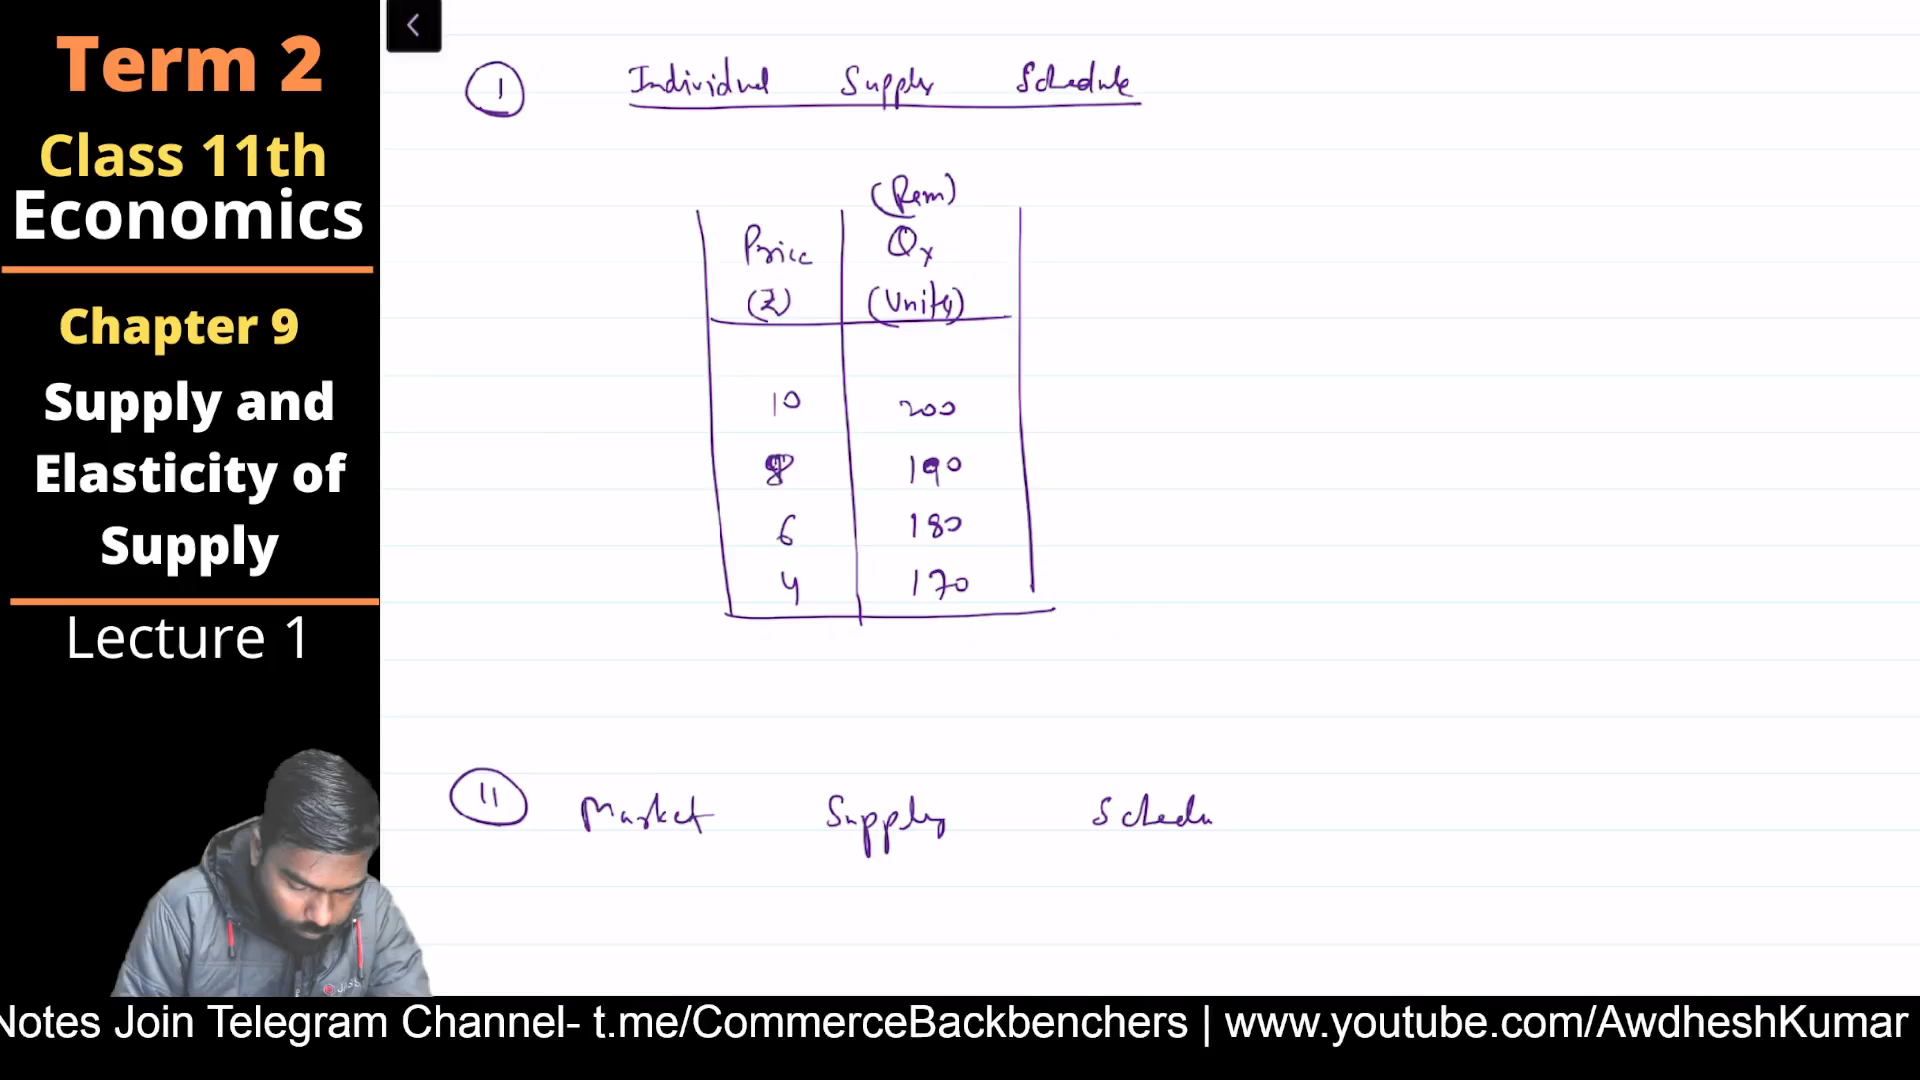 Term 2
Class 11th
Economics
Chapter 9
Supply and
Elasticity of
Supply
Lecture 1
1 Individual Supply Schedule
(Ram)
Price Qx
(₹) (Units)
10 200
8 190
6 180
4 170
11 Market Supply Schedu
Notes Join Telegram Channel- t.me/CommerceBackbenchers | www.youtube.com/AwdheshKumar